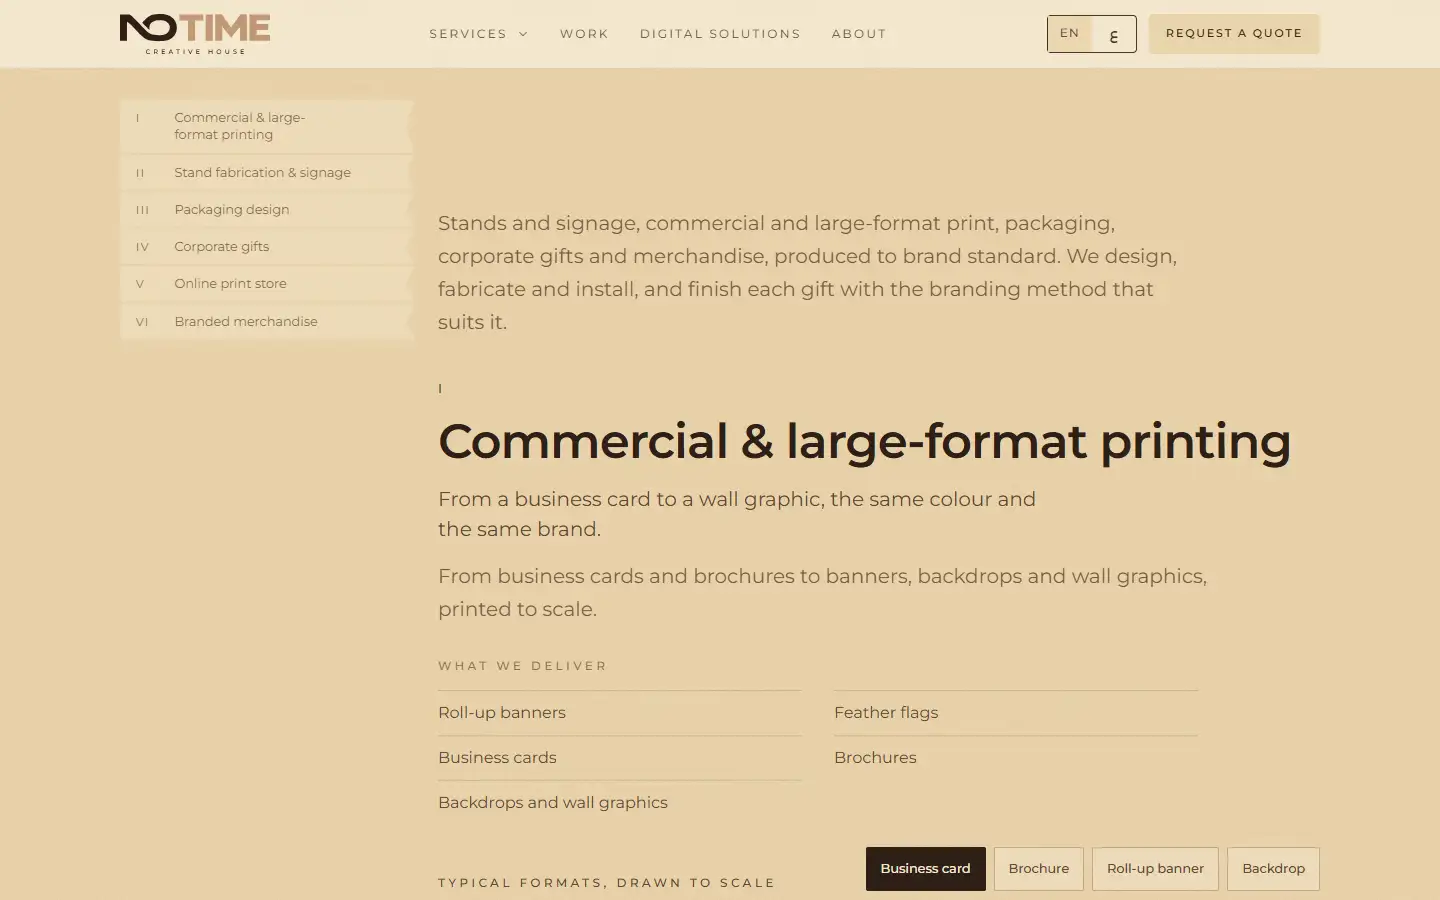 NOTIME
CREATIVE HOUSE
SERVICES
WORK
DIGITAL SOLUTIONS
ABOUT
EN
ع
REQUEST A QUOTE
I
Commercial & large-
format printing
II
Stand fabrication & signage
III
Packaging design
IV
Corporate gifts
V
Online print store
VI
Branded merchandise
Stands and signage, commercial and large-format print, packaging,
corporate gifts and merchandise, produced to brand standard. We design,
fabricate and install, and finish each gift with the branding method that
suits it.
I
Commercial & large-format printing
From a business card to a wall graphic, the same colour and
the same brand.
From business cards and brochures to banners, backdrops and wall graphics,
printed to scale.
WHAT WE DELIVER
Roll-up banners
Feather flags
Business cards
Brochures
Backdrops and wall graphics
TYPICAL FORMATS, DRAWN TO SCALE
Business card
Brochure
Roll-up banner
Backdrop